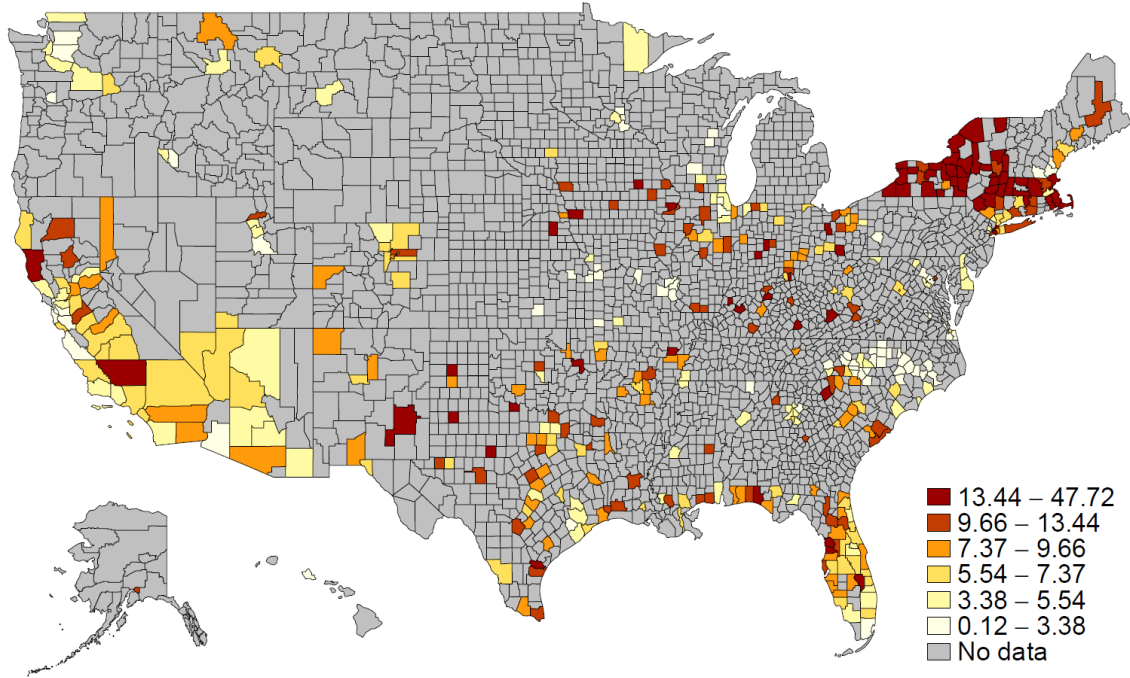 13.44 – 47.72
9.66 – 13.44
7.37 – 9.66
5.54 – 7.37
3.38 – 5.54
0.12 – 3.38
No data